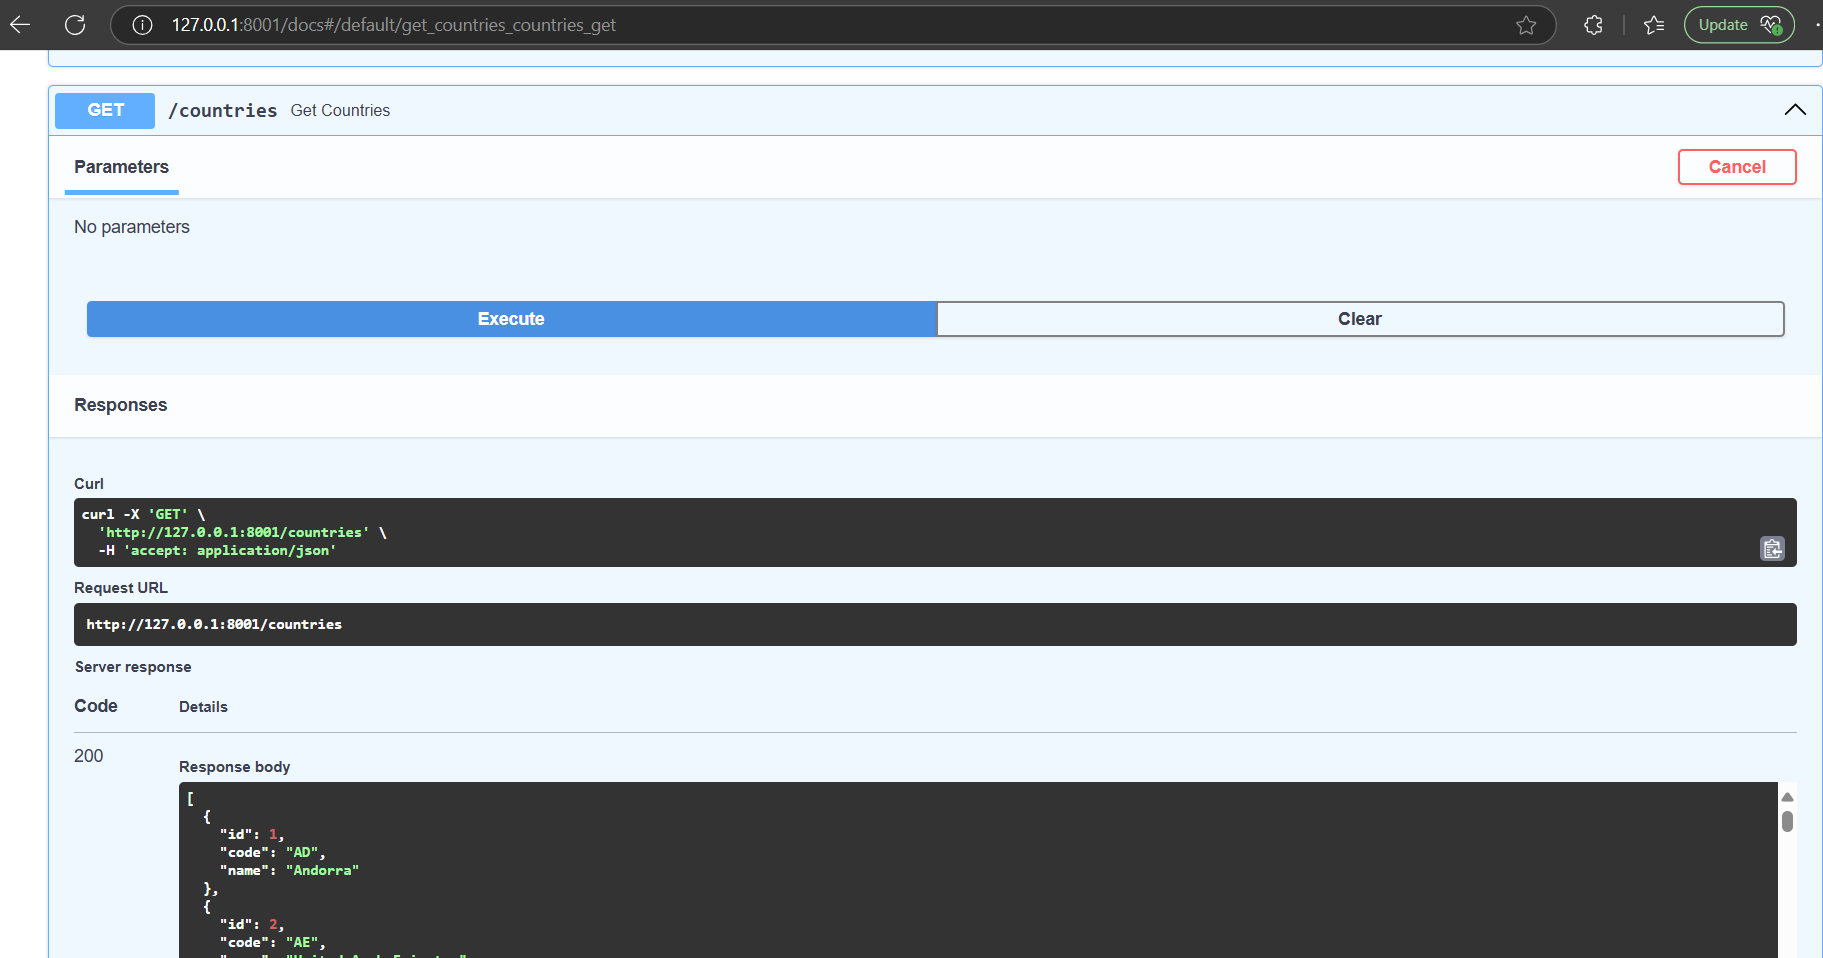 127.0.0.1:8001/docs#/default/get_countries_countries_get
Update
GET /countries Get Countries
Parameters
Cancel
No parameters
Execute
Clear
Responses
Curl
curl -X 'GET' \
'http://127.0.0.1:8001/countries' \
-H 'accept: application/json'
Request URL
http://127.0.0.1:8001/countries
Server response
Code Details
200
Response body
[
{
"id": 1,
"code": "AD",
"name": "Andorra"
},
{
"id": 2,
"code": "AE",